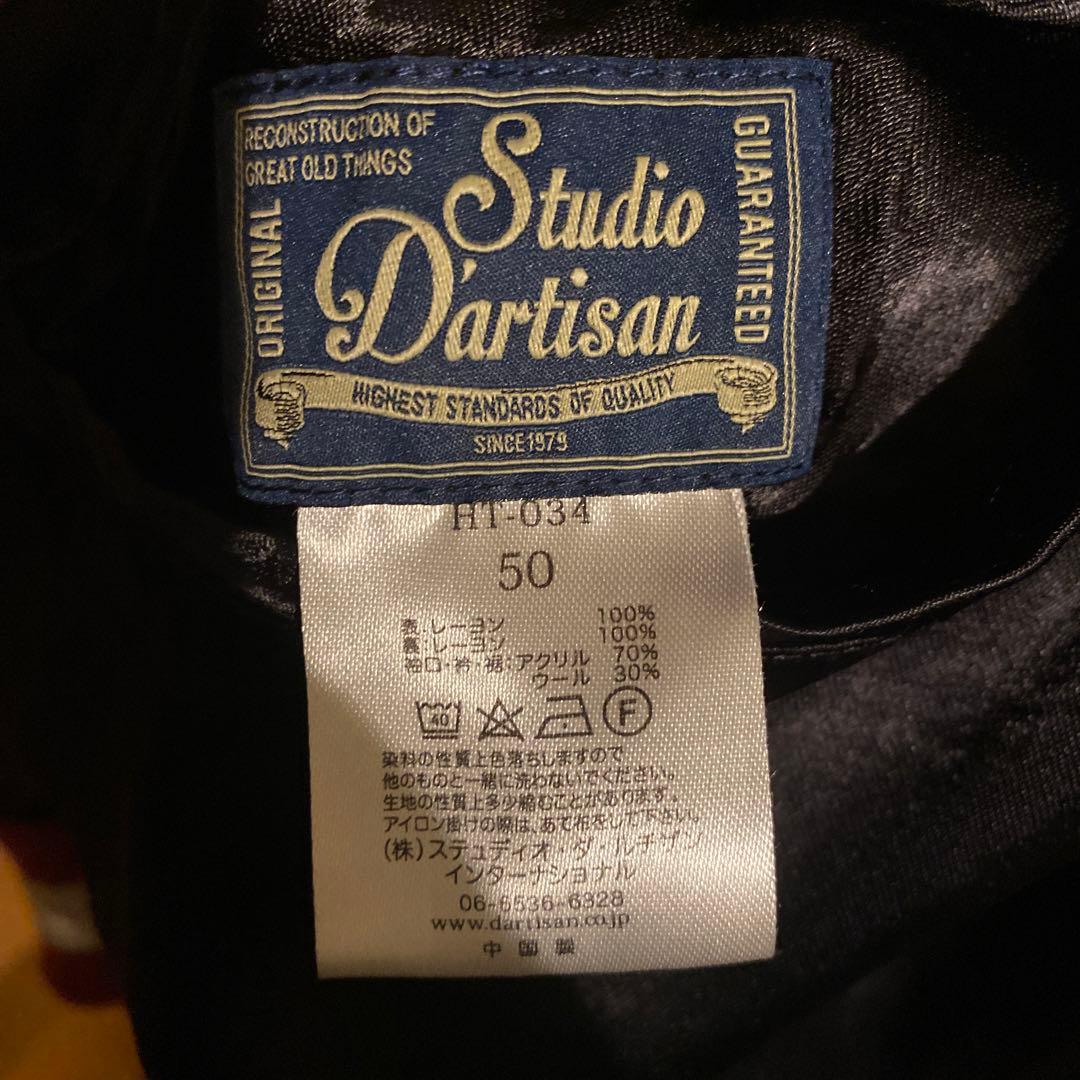 RECONSTRUCTION OF
GREAT OLD THINGS
ORIGINAL
Studio
D'artisan
GUARANTEED
HIGHEST STANDARDS OF QUALITY
SINCE 1979
HT-034
50
表:レーヨン 100%
裏:レーヨン 100%
袖口・衿・裾:アクリル 70%
ウール 30%
40 F
染料の性質上色落ちしますので
他のものと一緒に洗わないでください。
生地の性質上多少縮むことがあります。
アイロン掛けの際は、あて布をして下さい。
(株)ステュディオ・ダ・ルチザン
インターナショナル
06-6536-6328
www.dartisan.co.jp
中国製